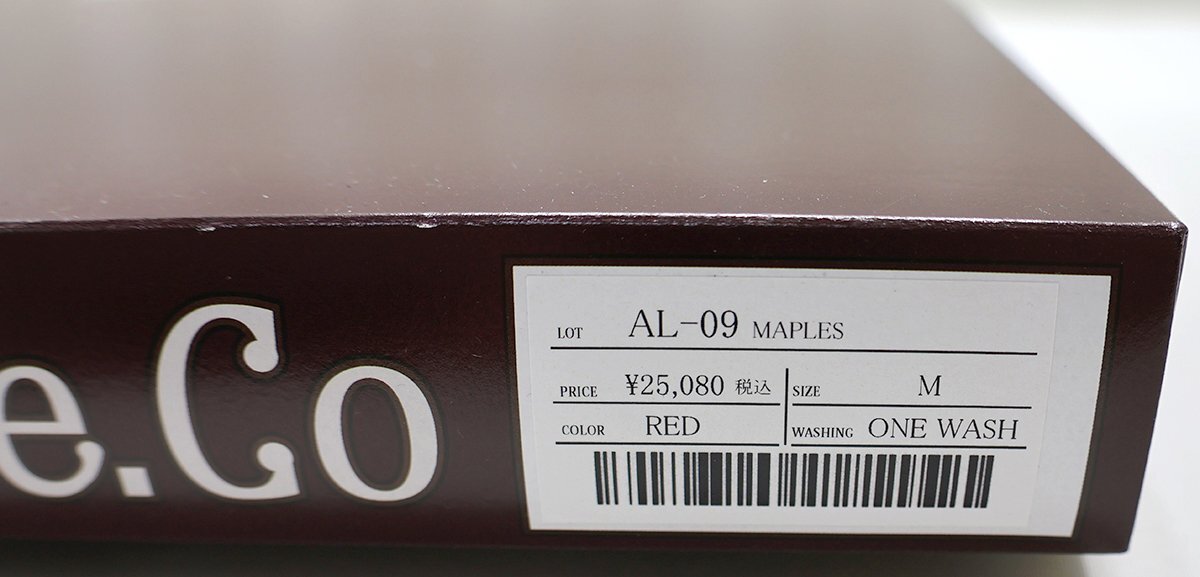 e.Co
LOT AL-09 MAPLES
PRICE ¥25,080 税込 SIZE M
COLOR RED WASHING ONE WASH